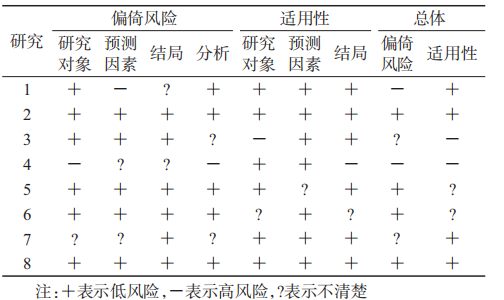 研究 偏倚风险 适用性 总体
研究对象 预测因素 结局 分析 研究对象 预测因素 结局 偏倚风险 适用性
1 + − ? + + + + − +
2 + + + + + + + + +
3 + + + ? − + + ? −
4 − ? ? − + + − − −
5 + + + + + ? + + ?
6 + + + + ? + ? + ?
7 ? ? + ? + + + ? +
8 + + + + + + + + +
注:+表示低风险,−表示高风险,?表示不清楚